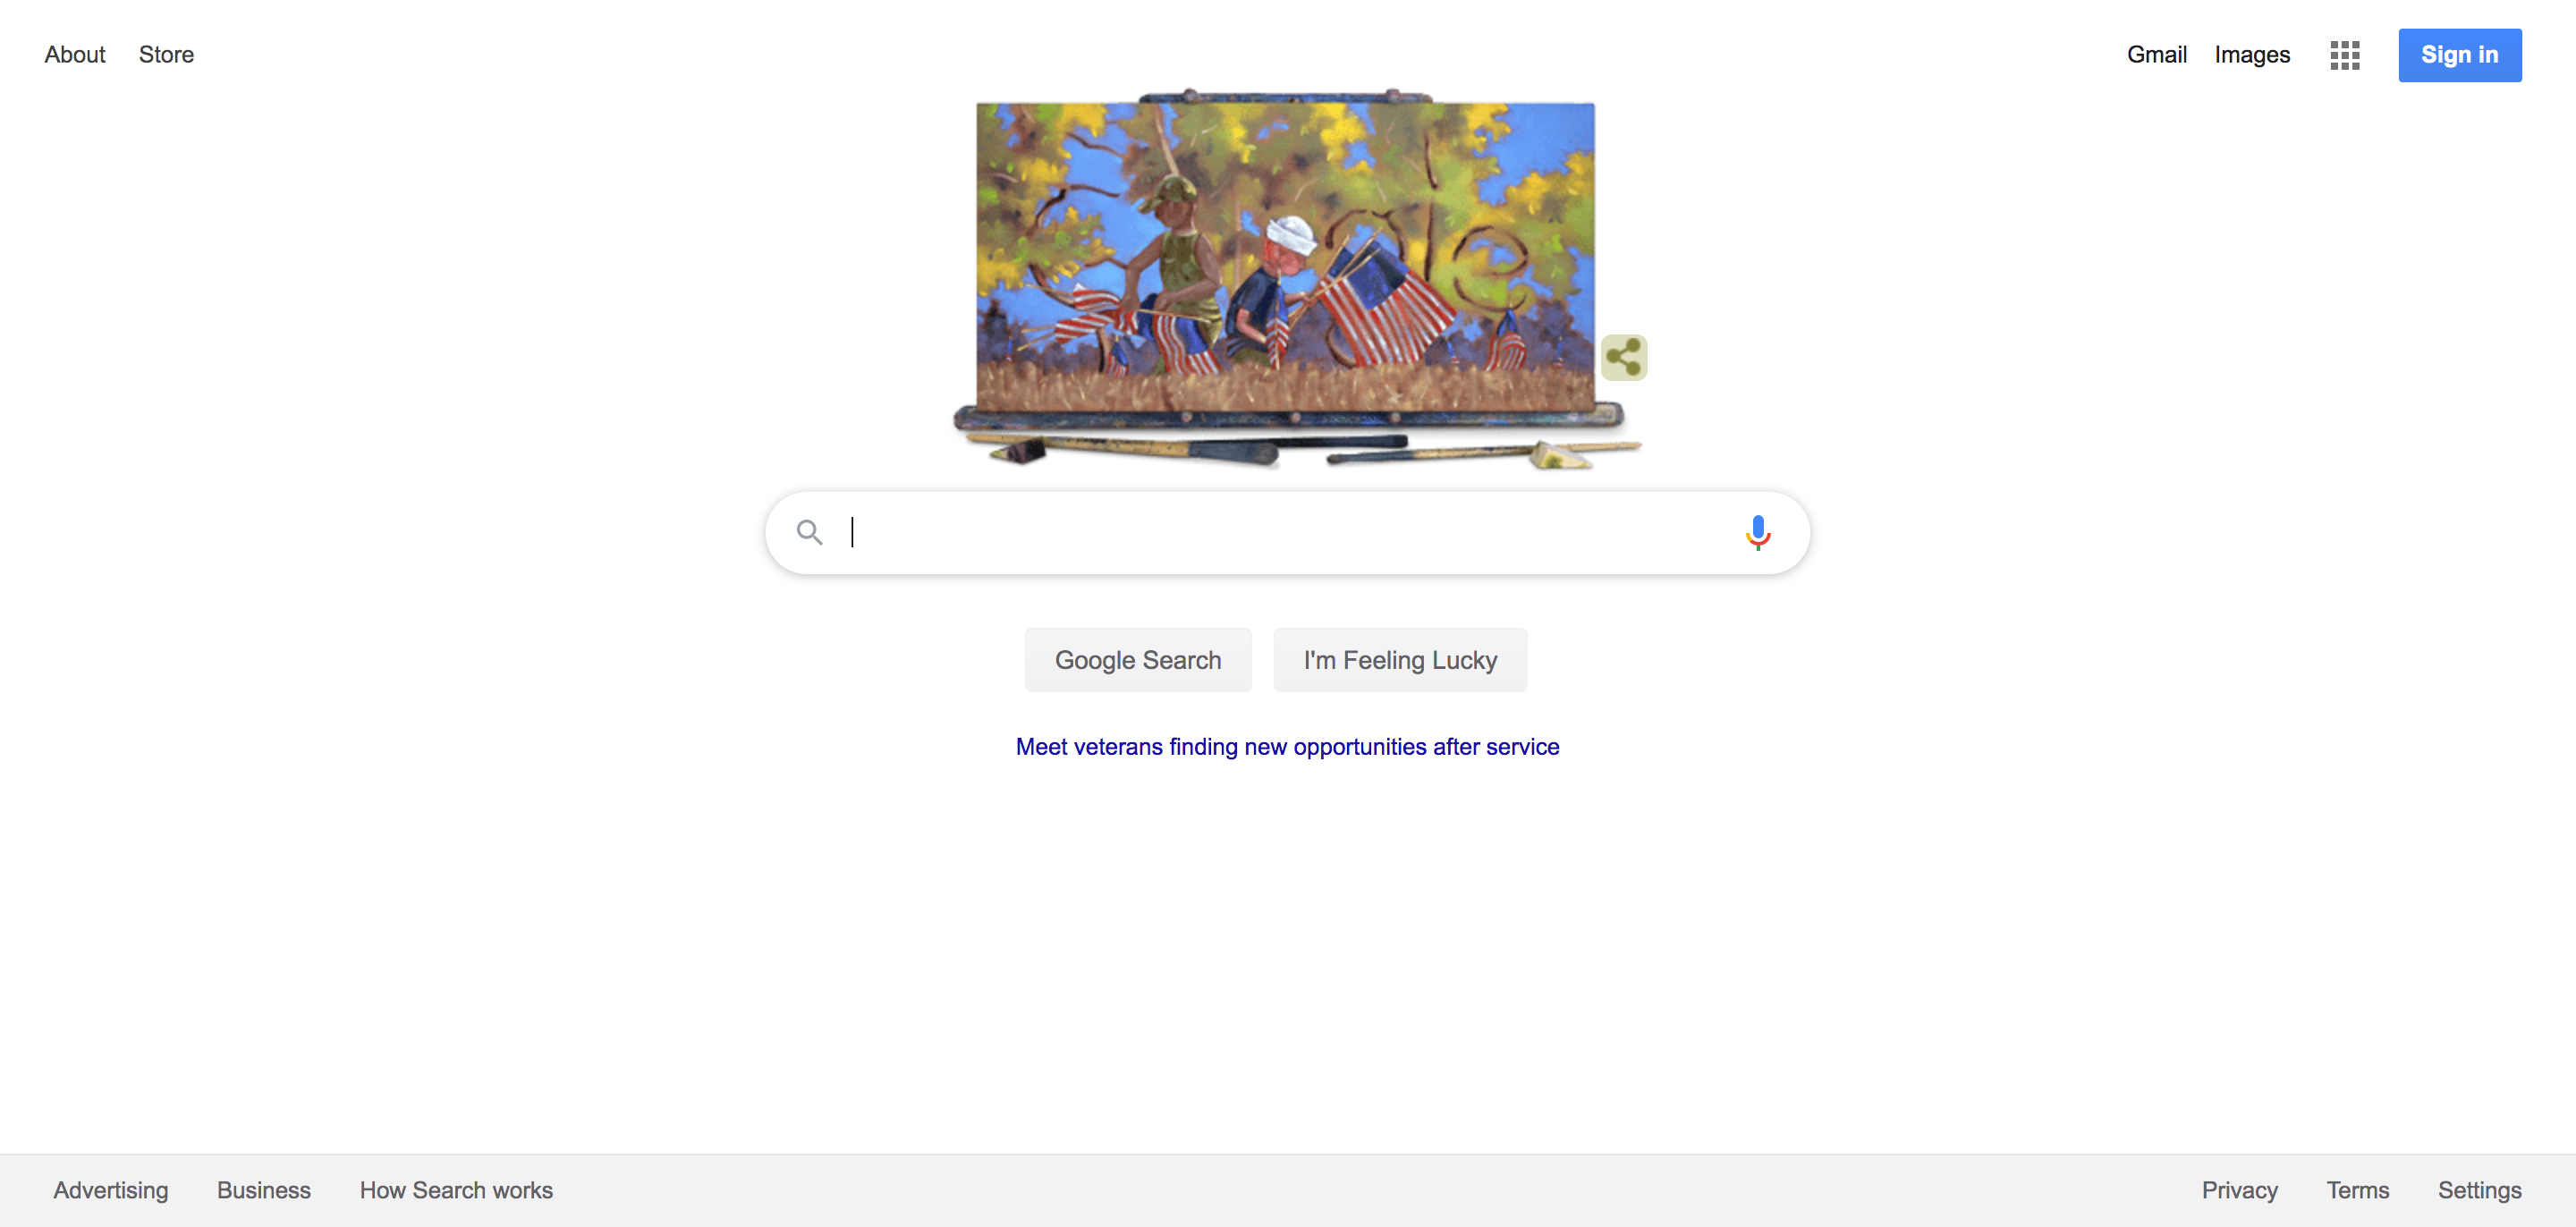 About Store Gmail Images Sign in
Google Search I'm Feeling Lucky
Meet veterans finding new opportunities after service
Advertising Business How Search works Privacy Terms Settings